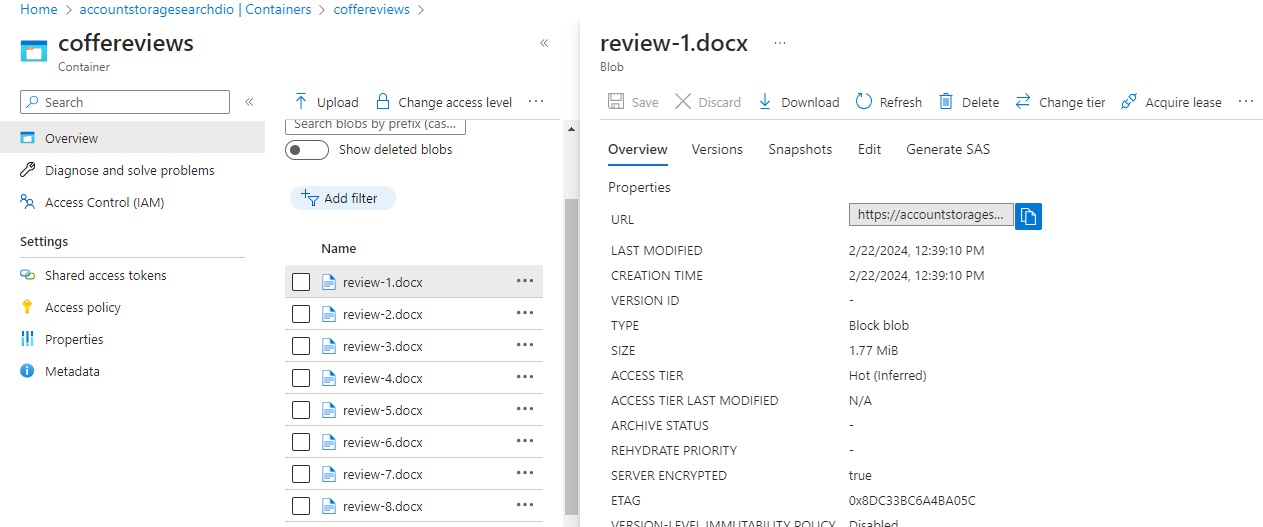 Home > accountstoragesearchdio | Containers > coffereviews >
coffereviews
Container
Search
Overview
Diagnose and solve problems
Access Control (IAM)
Settings
Shared access tokens
Access policy
Properties
Metadata
Upload Change access level ...
Search blobs by prefix (cas...
Show deleted blobs
Add filter
Name
review-1.docx
review-2.docx
review-3.docx
review-4.docx
review-5.docx
review-6.docx
review-7.docx
review-8.docx
review-1.docx ...
Blob
Save Discard Download Refresh Delete Change tier Acquire lease ...
Overview Versions Snapshots Edit Generate SAS
Properties
URL https://accountstorages...
LAST MODIFIED 2/22/2024, 12:39:10 PM
CREATION TIME 2/22/2024, 12:39:10 PM
VERSION ID -
TYPE Block blob
SIZE 1.77 MiB
ACCESS TIER Hot (Inferred)
ACCESS TIER LAST MODIFIED N/A
ARCHIVE STATUS -
REHYDRATE PRIORITY -
SERVER ENCRYPTED true
ETAG 0x8DC33BC6A4BA05C
VERSION-LEVEL IMMUTABILITY POLICY Disabled